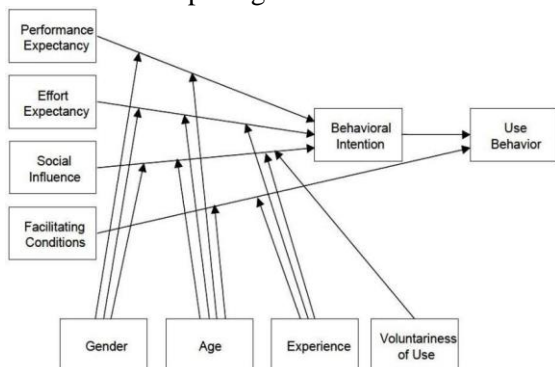 Performance
Expectancy
Effort
Expectancy
Social
Influence
Facilitating
Conditions
Behavioral
Intention
Use
Behavior
Gender
Age
Experience
Voluntariness
of Use